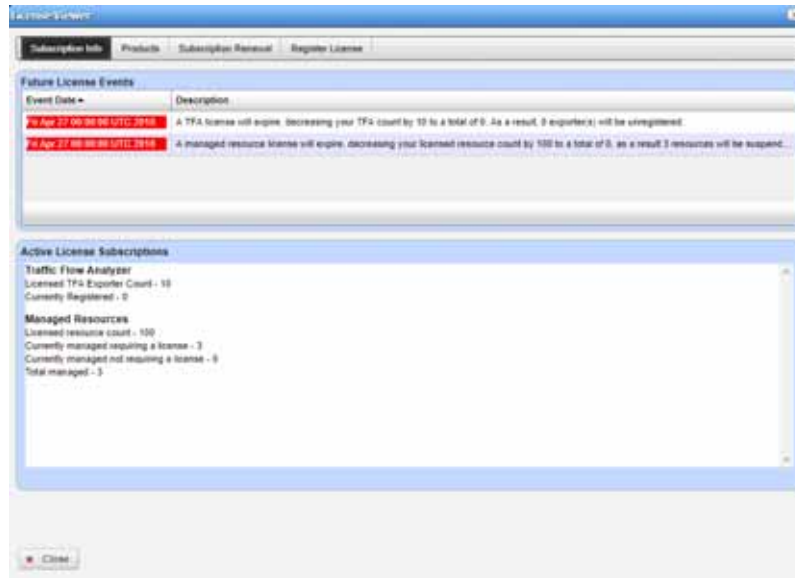 License Viewer
Subscription Info Products Subscription Renewal Register License
Future License Events
Event Date Description
Fri Apr 27 00:00:00 UTC 2018 A TFA license will expire, decreasing your TFA count by 10 to a total of 0. As a result, 0 exporter(s) will be unregistered.
Fri Apr 27 00:00:00 UTC 2018 A managed resource license will expire, decreasing your licensed resource count by 100 to a total of 0, as a result 3 resources will be suspend...
Active License Subscriptions
Traffic Flow Analyzer
Licensed TFA Exporter Count - 10
Currently Registered - 0
Managed Resources
Licensed resource count - 100
Currently managed requiring a license - 3
Currently managed not requiring a license - 0
Total managed - 3
Close